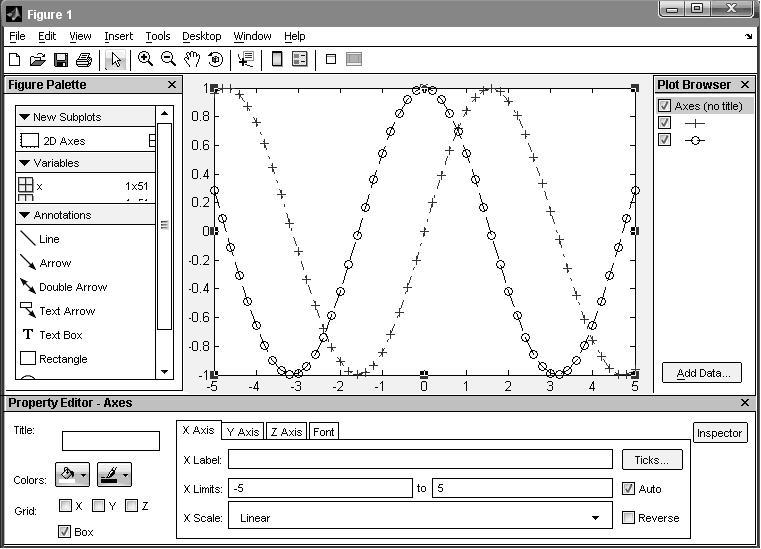 Figure 1
File Edit View Insert Tools Desktop Window Help
Figure Palette
New Subplots
2D Axes
Variables
x 1x51
Annotations
Line
Arrow
Double Arrow
Text Arrow
T Text Box
Rectangle
1
0.8
0.6
0.4
0.2
0
-0.2
-0.4
-0.6
-0.8
-1
-5 -4 -3 -2 -1 0 1 2 3 4 5
Plot Browser
Axes (no title)
Add Data...
Property Editor - Axes
Title:
Colors:
Grid: X Y Z
Box
X Axis Y Axis Z Axis Font
X Label: Ticks...
X Limits: -5 to 5 Auto
X Scale: Linear Reverse
Inspector